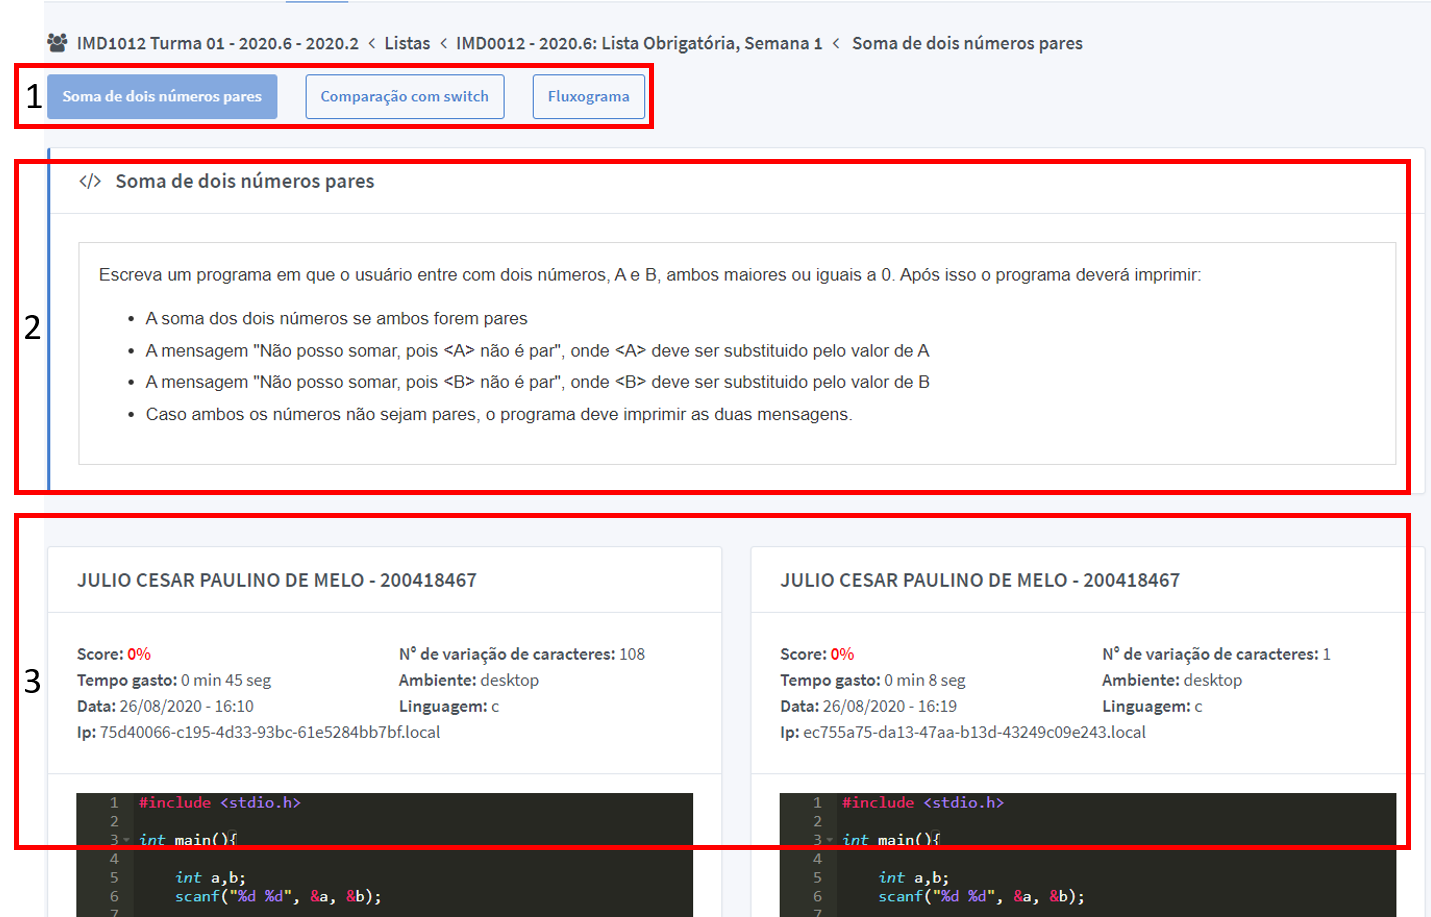 IMD1012 Turma 01 - 2020.6 - 2020.2 < Listas < IMD0012 - 2020.6: Lista Obrigatória, Semana 1 < Soma de dois números pares
1 Soma de dois números pares Comparação com switch Fluxograma
</> Soma de dois números pares
Escreva um programa em que o usuário entre com dois números, A e B, ambos maiores ou iguais a 0. Após isso o programa deverá imprimir:
• A soma dos dois números se ambos forem pares
2
• A mensagem "Não posso somar, pois <A> não é par", onde <A> deve ser substituido pelo valor de A
• A mensagem "Não posso somar, pois <B> não é par", onde <B> deve ser substituido pelo valor de B
• Caso ambos os números não sejam pares, o programa deve imprimir as duas mensagens.
3
JULIO CESAR PAULINO DE MELO - 200418467
Score: 0% N° de variação de caracteres: 108
Tempo gasto: 0 min 45 seg Ambiente: desktop
Data: 26/08/2020 - 16:10 Linguagem: c
Ip: 75d40066-c195-4d33-93bc-61e5284bb7bf.local
1 #include <stdio.h>
2
3 int main(){
4
5 int a,b;
6 scanf("%d %d", &a, &b);
7
JULIO CESAR PAULINO DE MELO - 200418467
Score: 0% N° de variação de caracteres: 1
Tempo gasto: 0 min 8 seg Ambiente: desktop
Data: 26/08/2020 - 16:19 Linguagem: c
Ip: ec755a75-da13-47aa-b13d-43249c09e243.local
1 #include <stdio.h>
2
3 int main(){
4
5 int a,b;
6 scanf("%d %d", &a, &b);
7